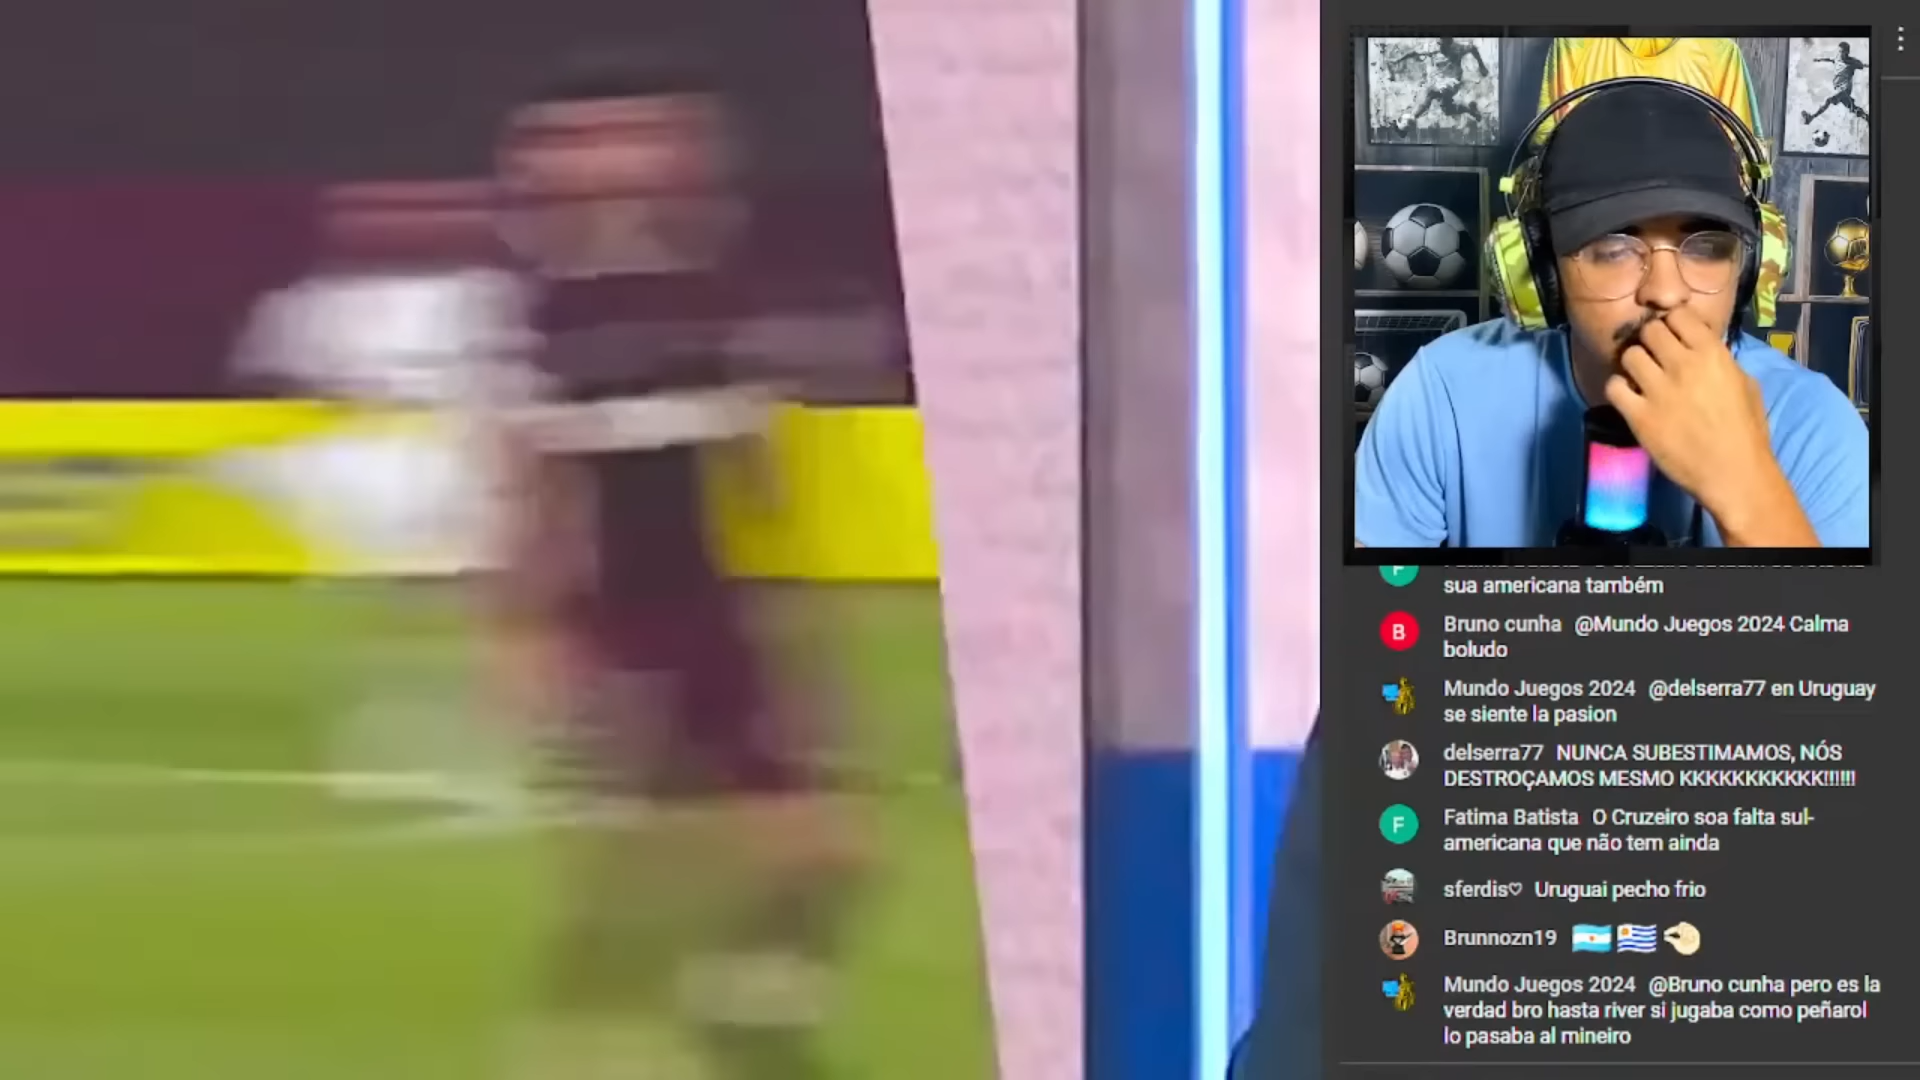 sua americana também
Bruno cunha @Mundo Juegos 2024 Calma
boludo
Mundo Juegos 2024 @delserra77 en Uruguay
se siente la pasion
delserra77 NUNCA SUBESTIMAMOS, NÓS
DESTROÇAMOS MESMO KKKKKKKKKKK!!!!!!
Fatima Batista O Cruzeiro soa falta sul-
americana que não tem ainda
sferdis♡ Uruguai pecho frio
Brunnozn19
Mundo Juegos 2024 @Bruno cunha pero es la
verdad bro hasta river si jugaba como peñarol
lo pasaba al mineiro